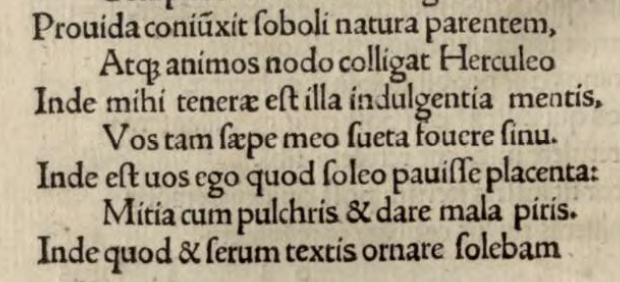 Prouida coniũxit ſoboli natura parentem,
Atqꝫ animos nodo colligat Herculeo
Inde mihi teneræ eſt illa indulgentia mentis,
Vos tam ſæpe meo ſueta fouere ſinu.
Inde eſt uos ego quod ſoleo pauiſſe placenta:
Mitia cum pulchris & dare mala piris.
Inde quod & ſerum textis ornare ſolebam